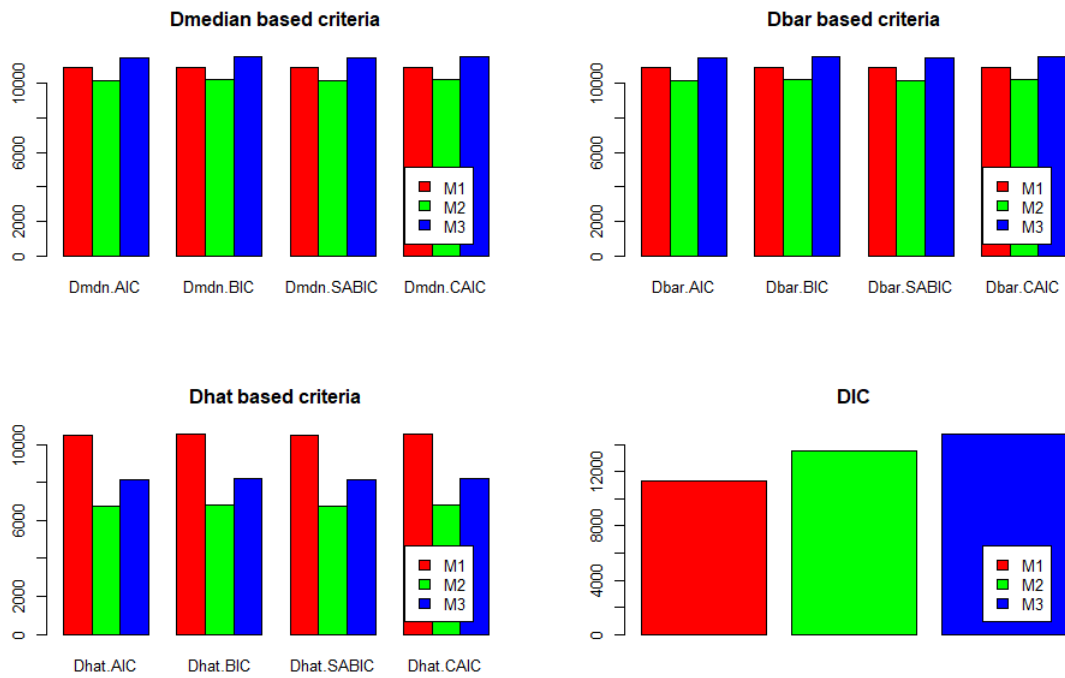 Dmedian based criteria
0 2000 6000 10000
Dmdn.AIC Dmdn.BIC Dmdn.SABIC Dmdn.CAIC
M1
M2
M3
Dbar based criteria
0 2000 6000 10000
Dbar.AIC Dbar.BIC Dbar.SABIC Dbar.CAIC
M1
M2
M3
Dhat based criteria
0 2000 6000 10000
Dhat.AIC Dhat.BIC Dhat.SABIC Dhat.CAIC
M1
M2
M3
DIC
0 4000 8000 12000
M1
M2
M3